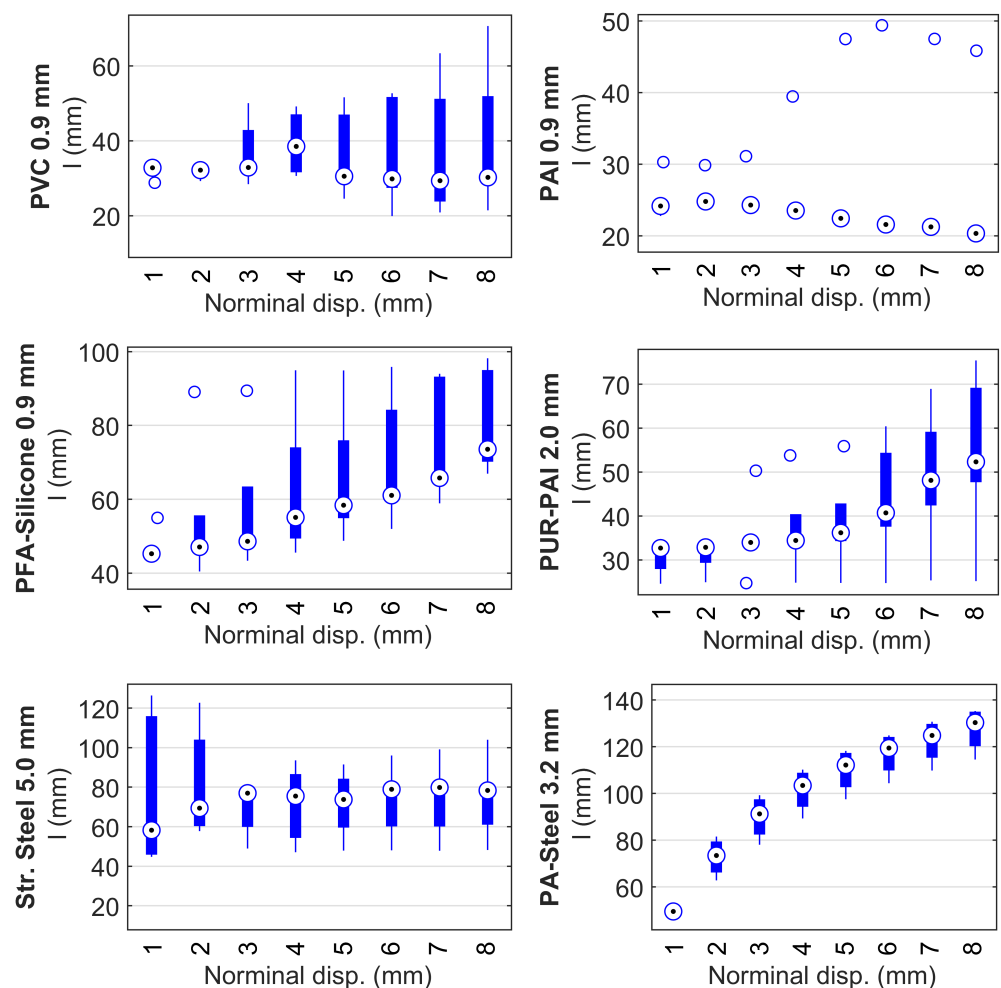 PVC 0.9 mm
l (mm)
60
40
20
1 2 3 4 5 6 7 8
Norminal disp. (mm)
PAI 0.9 mm
l (mm)
50
40
30
20
1 2 3 4 5 6 7 8
Norminal disp. (mm)
PFA-Silicone 0.9 mm
l (mm)
100
80
60
40
1 2 3 4 5 6 7 8
Norminal disp. (mm)
PUR-PAI 2.0 mm
l (mm)
70
60
50
40
30
1 2 3 4 5 6 7 8
Norminal disp. (mm)
Str. Steel 5.0 mm
l (mm)
120
100
80
60
40
20
1 2 3 4 5 6 7 8
Norminal disp. (mm)
PA-Steel 3.2 mm
l (mm)
140
120
100
80
60
1 2 3 4 5 6 7 8
Norminal disp. (mm)